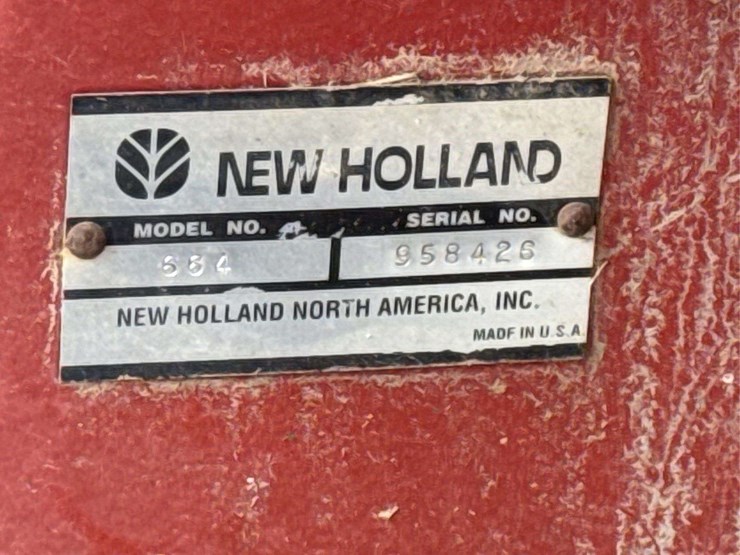 NEW HOLLAND
MODEL NO. SERIAL NO.
664 958426
NEW HOLLAND NORTH AMERICA, INC.
MADE IN U.S.A.